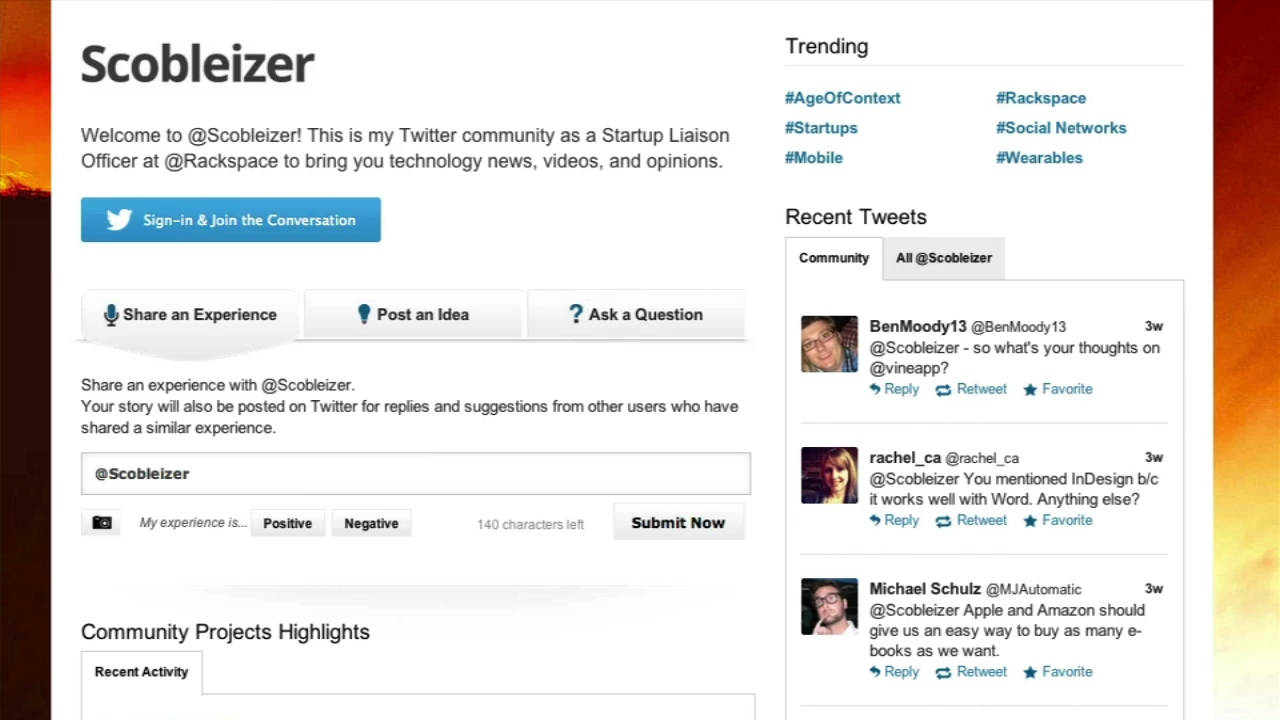 Scobleizer
Welcome to @Scobleizer! This is my Twitter community as a Startup Liaison
Officer at @Rackspace to bring you technology news, videos, and opinions.
Sign-in & Join the Conversation
Share an Experience
Post an Idea
? Ask a Question
Share an experience with @Scobleizer.
Your story will also be posted on Twitter for replies and suggestions from other users who have
shared a similar experience.
@Scobleizer
My experience is...
Positive
Negative
140 characters left
Submit Now
Community Projects Highlights
Recent Activity
Trending
#AgeOfContext
#Rackspace
#Startups
#Social Networks
#Mobile
#Wearables
Recent Tweets
Community
All @Scobleizer
BenMoody13 @BenMoody13 3w
@Scobleizer - so what's your thoughts on
@vineapp?
Reply Retweet Favorite
rachel_ca @rachel_ca 3w
@Scobleizer You mentioned InDesign b/c
it works well with Word. Anything else?
Reply Retweet Favorite
Michael Schulz @MJAutomatic 3w
@Scobleizer Apple and Amazon should
give us an easy way to buy as many e-
books as we want.
Reply Retweet Favorite